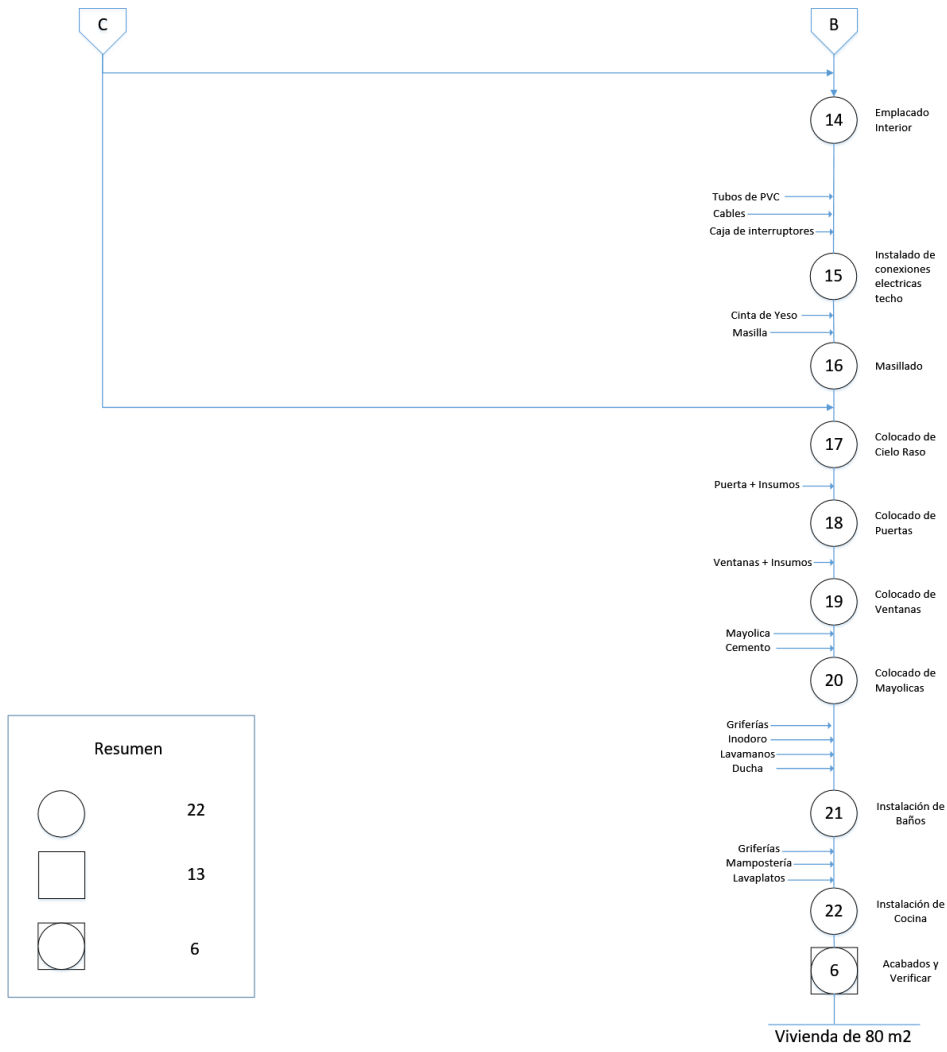 C
B
14
Emplacado
Interior
Tubos de PVC
Cables
Caja de interruptores
15
Instalado de
conexiones
electricas
techo
Cinta de Yeso
Masilla
16
Masillado
17
Colocado de
Cielo Raso
Puerta + Insumos
18
Colocado de
Puertas
Ventanas + Insumos
19
Colocado de
Ventanas
Mayolica
Cemento
20
Colocado de
Mayolicas
Griferías
Inodoro
Lavamanos
Ducha
21
Instalación de
Baños
Griferías
Mampostería
Lavaplatos
22
Instalación de
Cocina
6
Acabados y
Verificar
Vivienda de 80 m2
Resumen
22
13
6